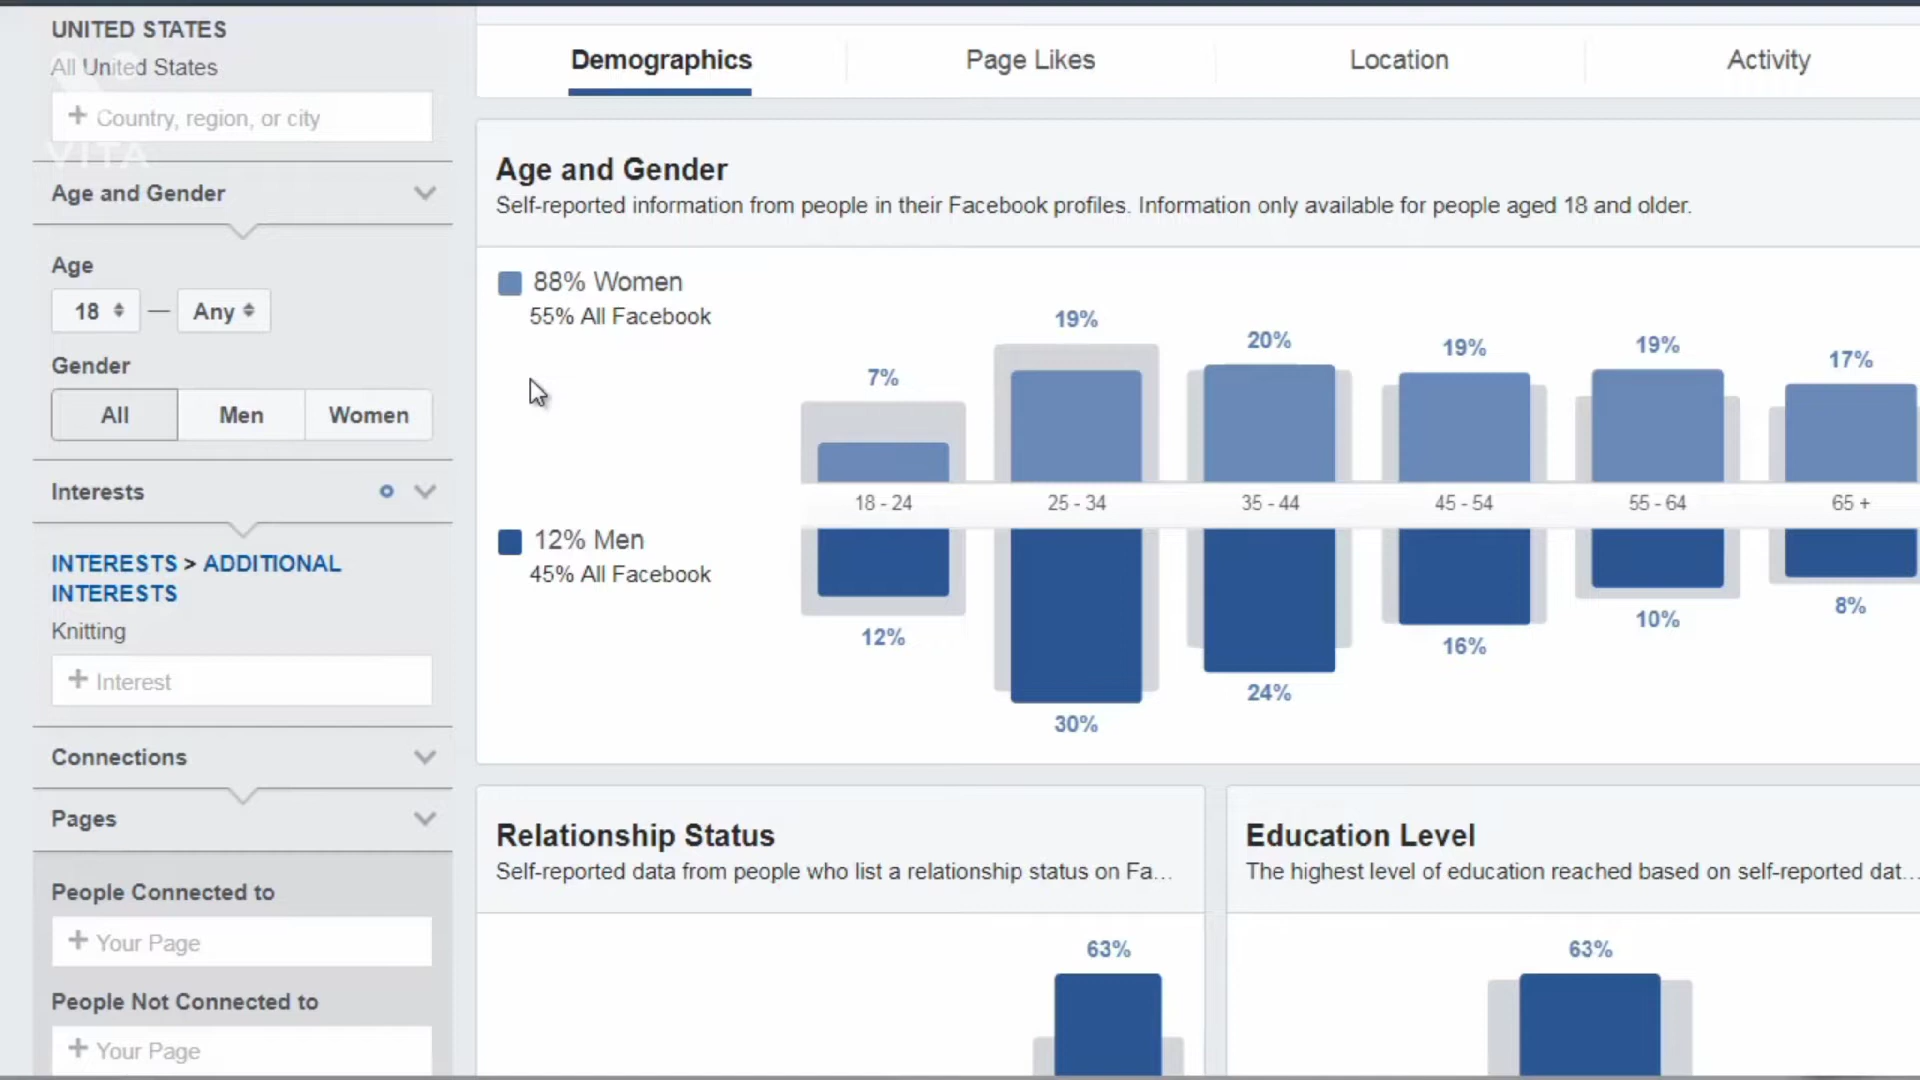 UNITED STATES
All United States
+ Country, region, or city
VITA
Age and Gender
Age
18 — Any
Gender
All Men Women
Interests
INTERESTS > ADDITIONAL
INTERESTS
Knitting
+ Interest
Connections
Pages
People Connected to
+ Your Page
People Not Connected to
+ Your Page
Demographics Page Likes Location Activity
Age and Gender
Self-reported information from people in their Facebook profiles. Information only available for people aged 18 and older.
88% Women
55% All Facebook
7% 19% 20% 19% 19% 17%
18 - 24 25 - 34 35 - 44 45 - 54 55 - 64 65 +
12% Men
45% All Facebook
12% 30% 24% 16% 10% 8%
Relationship Status
Self-reported data from people who list a relationship status on Fa...
63%
Education Level
The highest level of education reached based on self-reported dat...
63%